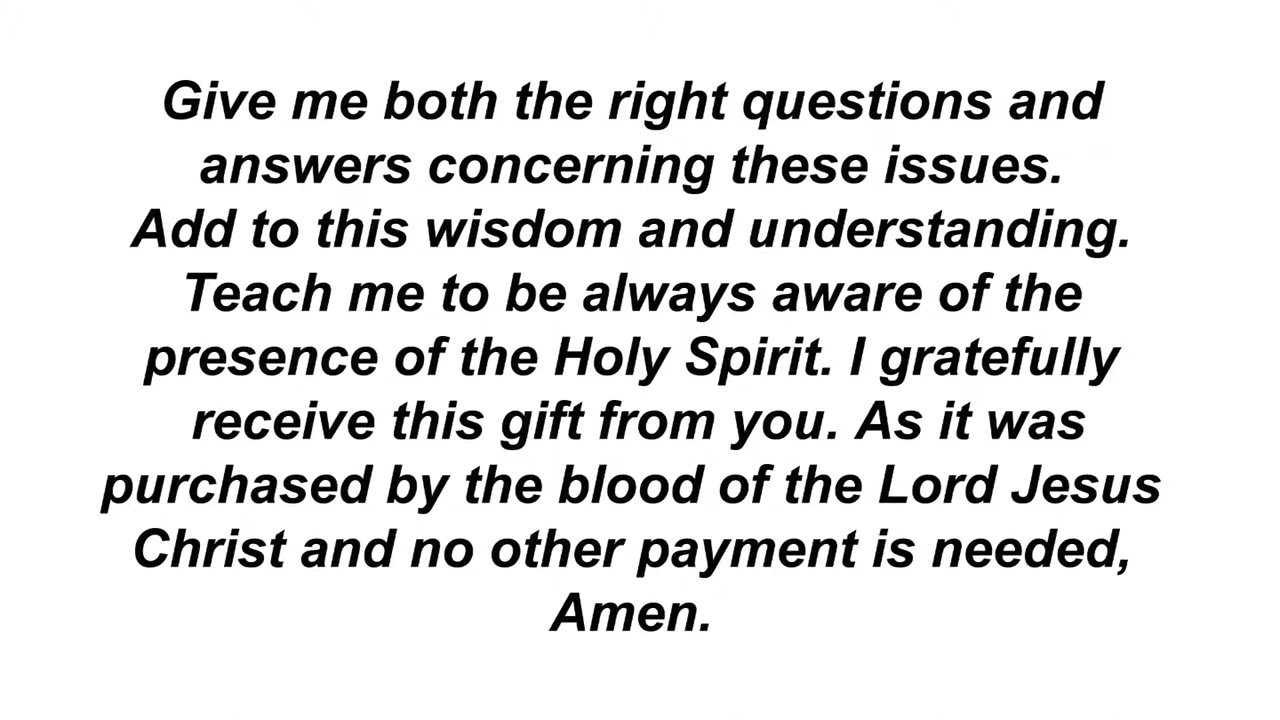 Give me both the right questions and
answers concerning these issues.
Add to this wisdom and understanding.
Teach me to be always aware of the
presence of the Holy Spirit. I gratefully
receive this gift from you. As it was
purchased by the blood of the Lord Jesus
Christ and no other payment is needed,
Amen.